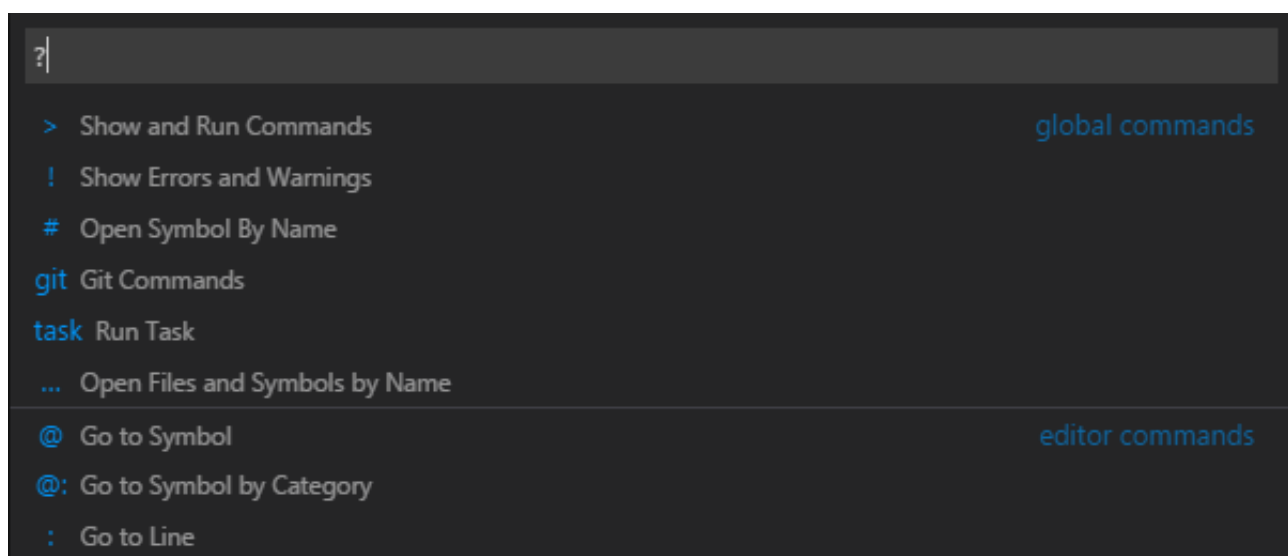 ?
> Show and Run Commands global commands
! Show Errors and Warnings
# Open Symbol By Name
git Git Commands
task Run Task
... Open Files and Symbols by Name
@ Go to Symbol editor commands
@: Go to Symbol by Category
: Go to Line